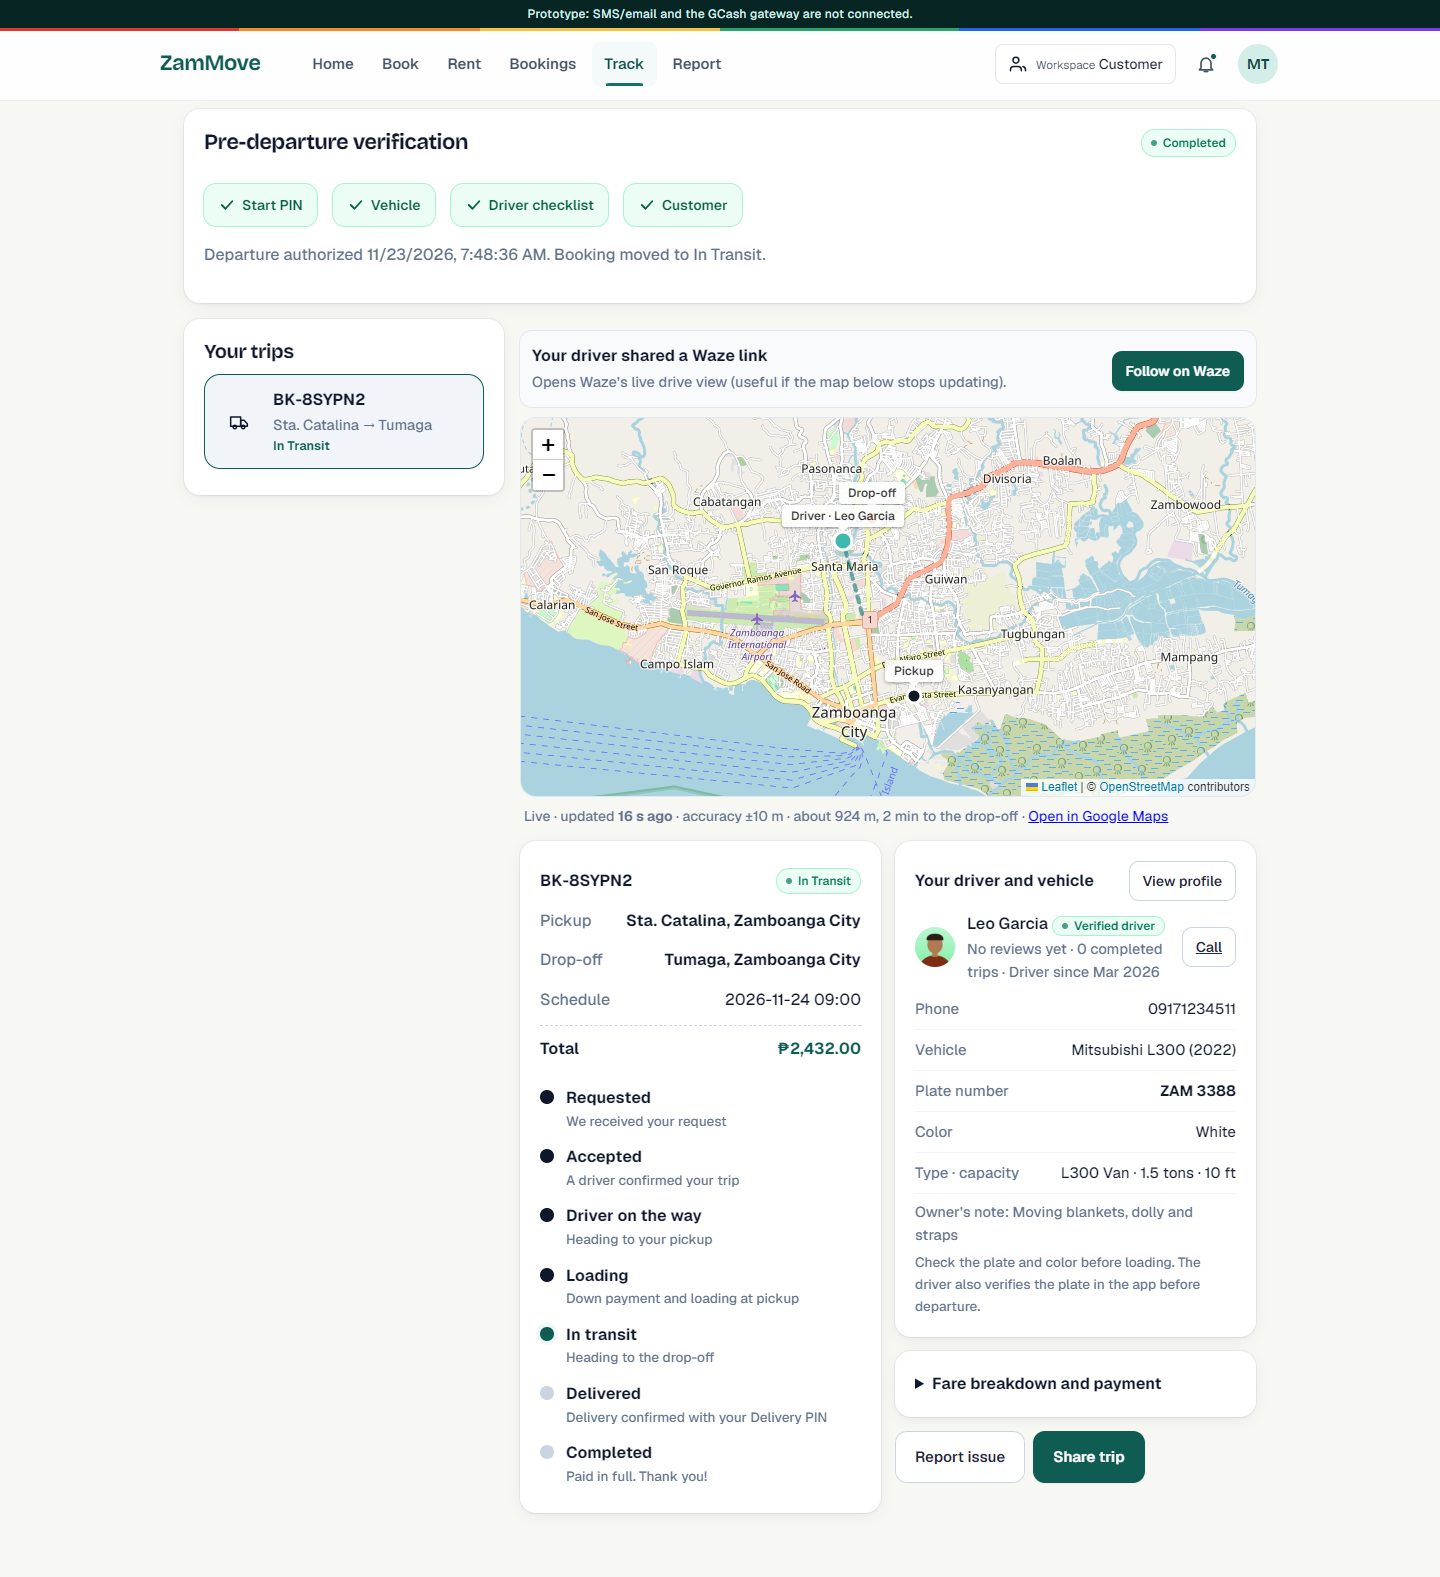 Prototype: SMS/email and the GCash gateway are not connected.
ZamMove
Home
Book
Rent
Bookings
Track
Report
Workspace Customer
MT
Pre-departure verification
Completed
Start PIN
Vehicle
Driver checklist
Customer
Departure authorized 11/23/2026, 7:48:36 AM. Booking moved to In Transit.
Your trips
BK-8SYPN2
Sta. Catalina → Tumaga
In Transit
Your driver shared a Waze link
Opens Waze's live drive view (useful if the map below stops updating).
Follow on Waze
+
−
Pasonanca
Boalan
Divisoria
Cabatangan
Drop-off
Zambowood
Driver · Leo Garcia
San Roque
Governor Ramos Avenue
Santa Maria
Guiwan
Calarian
San Jose Street
1
Zamboanga
International
Airport
Tugbungan
Campo Islam
San Jose Road
Alfaro Street
Mampang
Pickup
Kasanyangan
Zamboanga
City
Island
Leaflet | © OpenStreetMap contributors
Live · updated 16 s ago · accuracy ±10 m · about 924 m, 2 min to the drop-off · Open in Google Maps
BK-8SYPN2
In Transit
Pickup Sta. Catalina, Zamboanga City
Drop-off Tumaga, Zamboanga City
Schedule 2026-11-24 09:00
Total ₱2,432.00
Requested
We received your request
Accepted
A driver confirmed your trip
Driver on the way
Heading to your pickup
Loading
Down payment and loading at pickup
In transit
Heading to the drop-off
Delivered
Delivery confirmed with your Delivery PIN
Completed
Paid in full. Thank you!
Your driver and vehicle
View profile
Leo Garcia
Verified driver
No reviews yet · 0 completed
trips · Driver since Mar 2026
Call
Phone 09171234511
Vehicle Mitsubishi L300 (2022)
Plate number ZAM 3388
Color White
Type · capacity L300 Van · 1.5 tons · 10 ft
Owner's note: Moving blankets, dolly and
straps
Check the plate and color before loading. The
driver also verifies the plate in the app before
departure.
Fare breakdown and payment
Report issue
Share trip